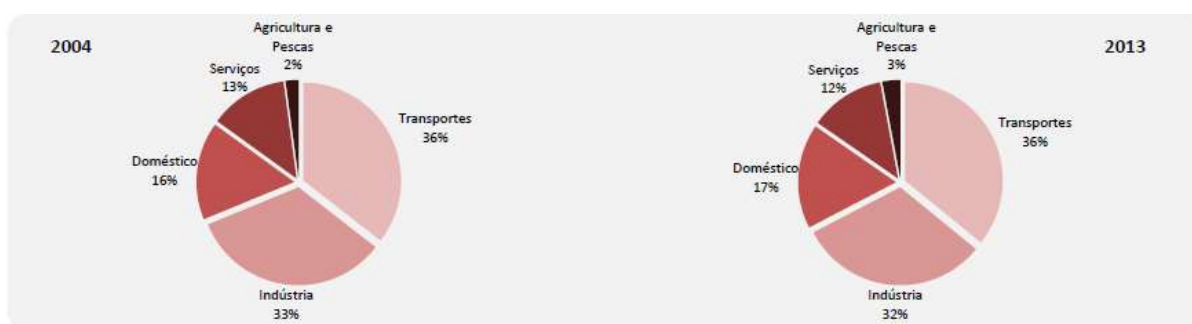 2004
Agricultura e
Pescas
2%
Serviços
13%
Transportes
36%
Doméstico
16%
Indústria
33%
2013
Agricultura e
Pescas
3%
Serviços
12%
Transportes
36%
Doméstico
17%
Indústria
32%